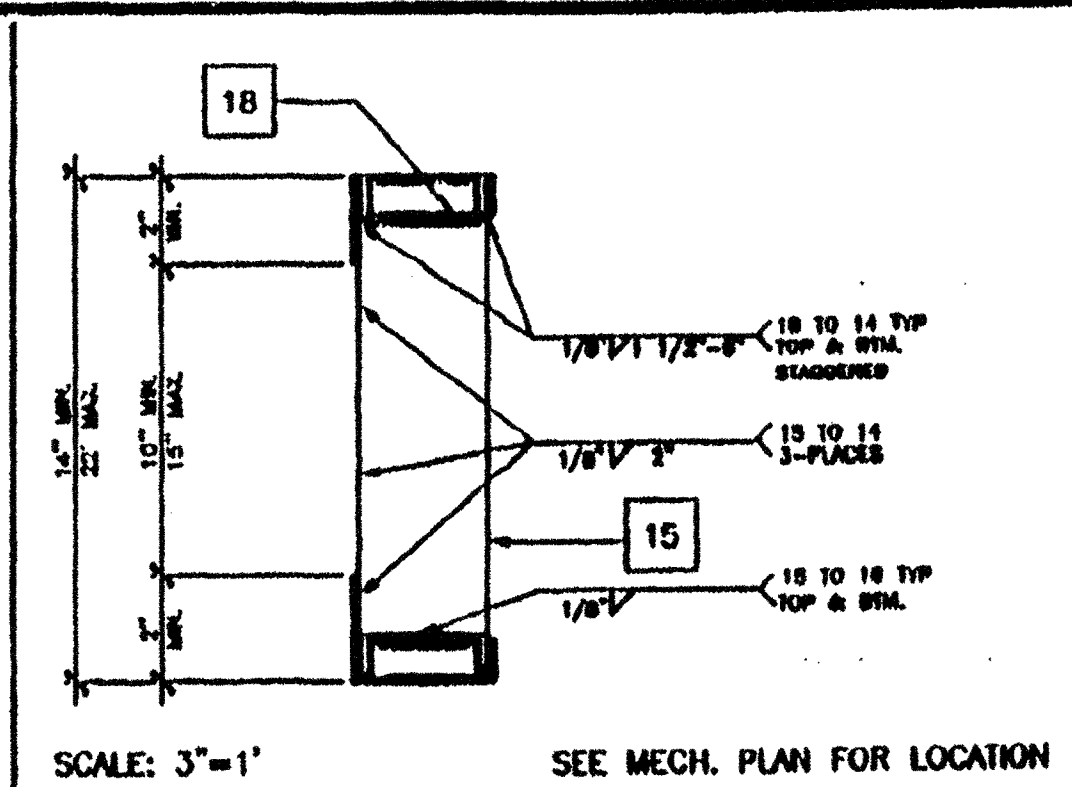 18
2"
MIN.
14" MIN.
22" MAX.
10" MIN.
15" MAX.
2"
MIN.
1/8" 1 1/2"-6"
18 TO 14 TYP
TOP & BTM.
STAGGERED
1/8" 2"
15 TO 14
3-PLACES
15
1/8"
15 TO 18 TYP
TOP & BTM.
SCALE: 3"=1'
SEE MECH. PLAN FOR LOCATION